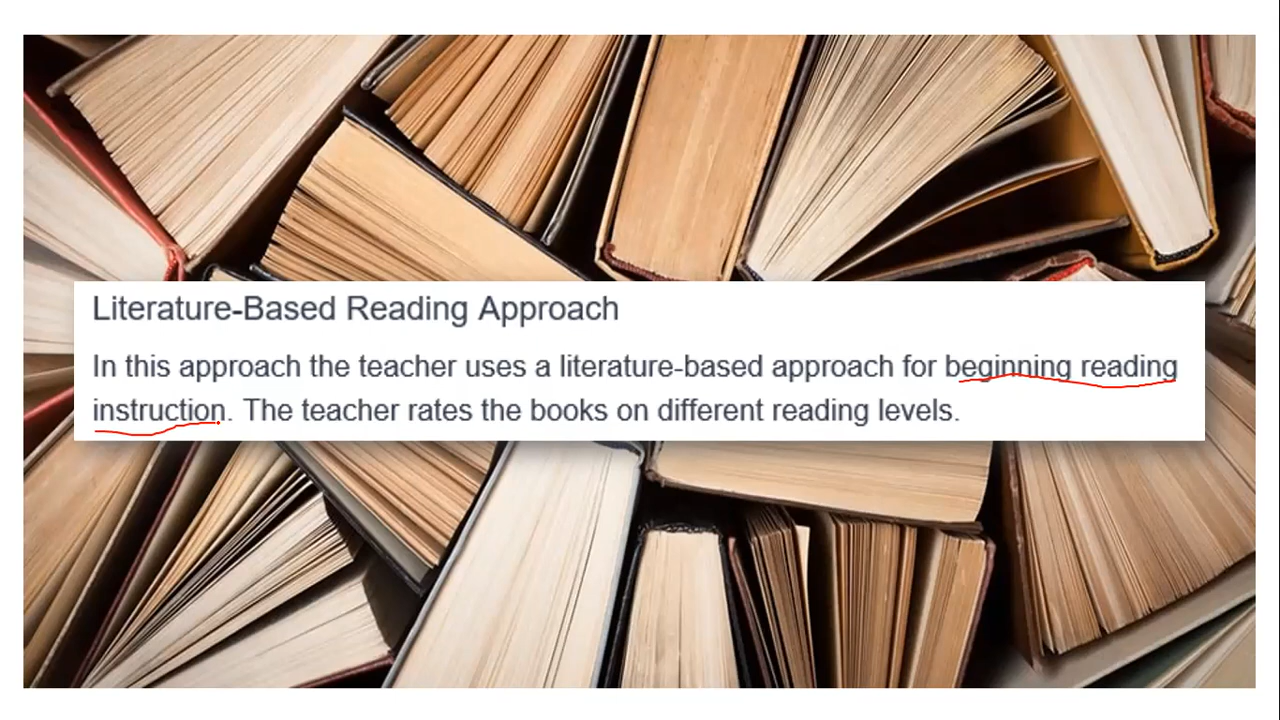 Literature-Based Reading Approach
In this approach the teacher uses a literature-based approach for beginning reading
instruction. The teacher rates the books on different reading levels.